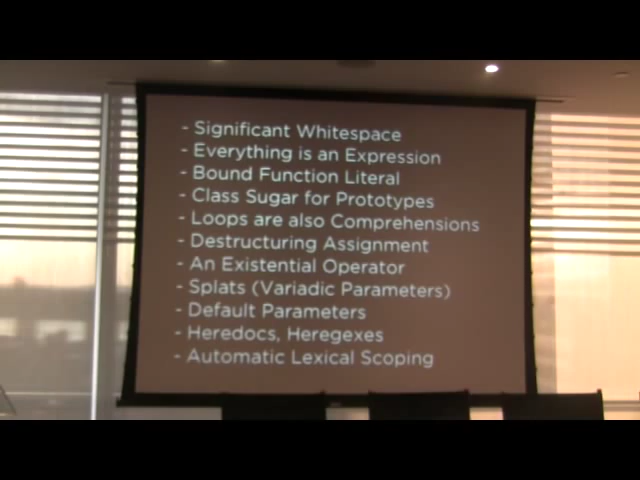 - Significant Whitespace
- Everything is an Expression
- Bound Function Literal
- Class Sugar for Prototypes
- Loops are also Comprehensions
- Destructuring Assignment
- An Existential Operator
- Splats (Variadic Parameters)
- Default Parameters
- Heredocs, Heregexes
- Automatic Lexical Scoping